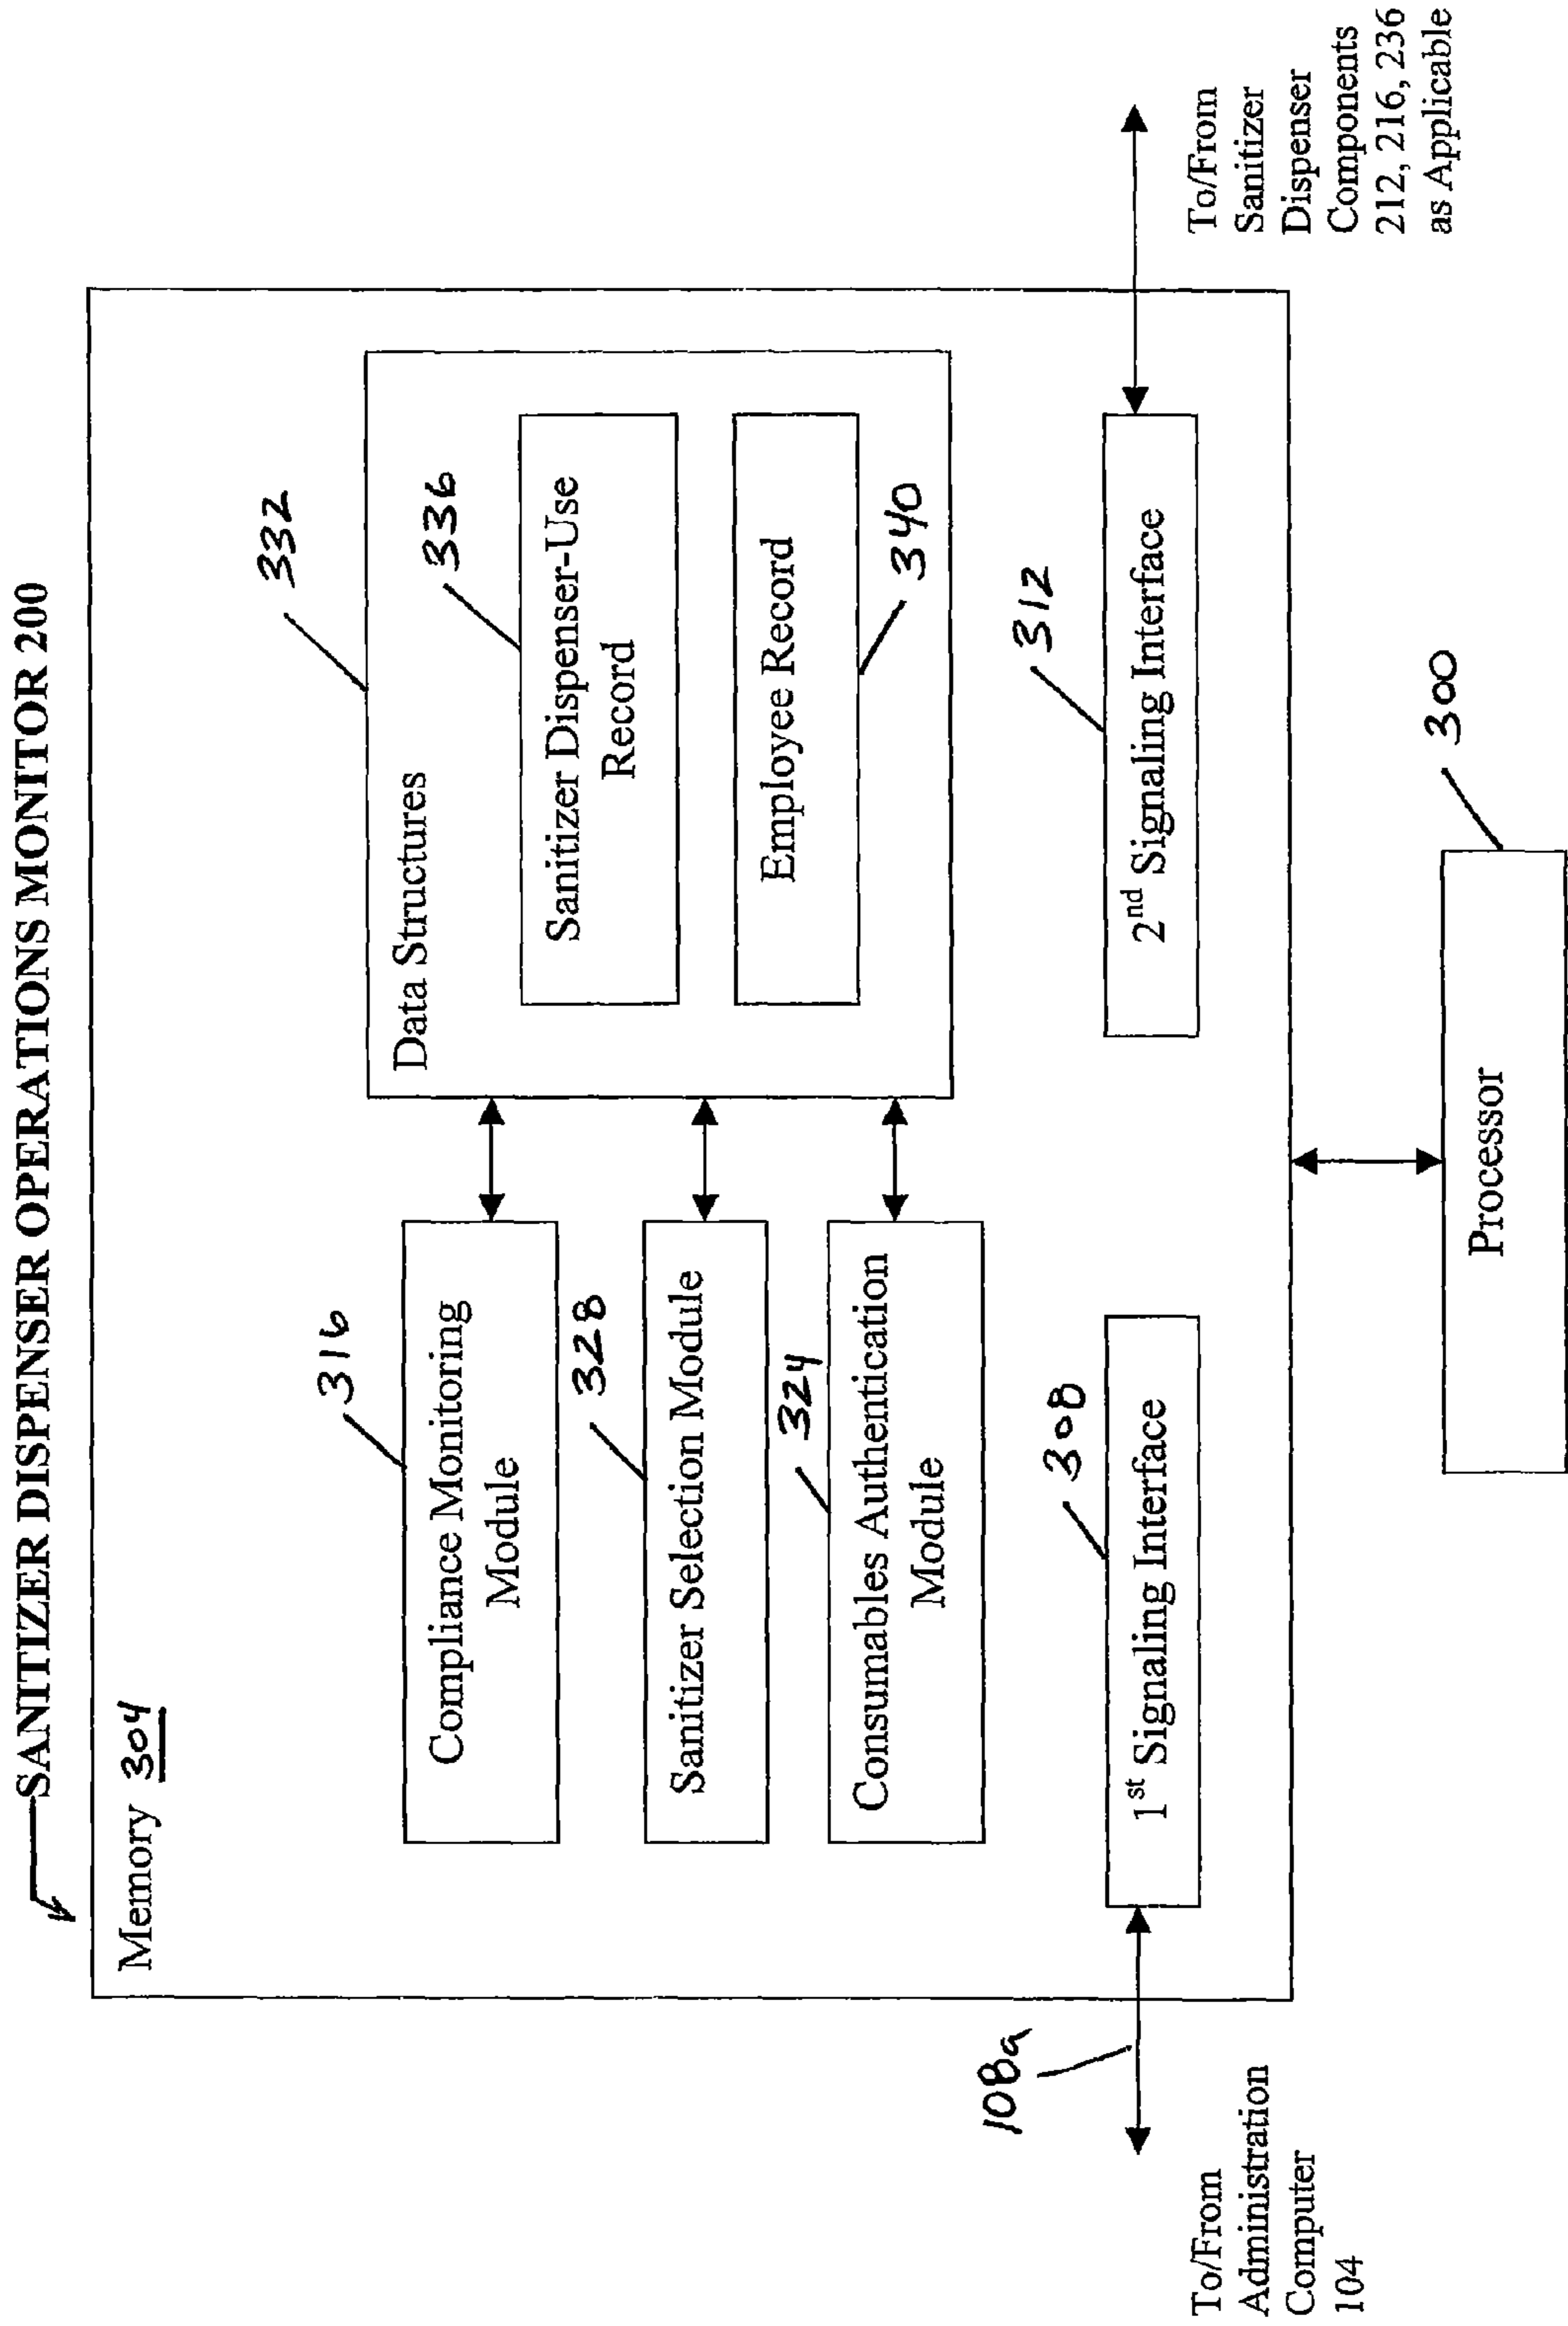 SANITIZER DISPENSER OPERATIONS MONITOR 200
Memory 304
316
Compliance Monitoring
Module
328
Sanitizer Selection Module
324
Consumables Authentication
Module
332
Data Structures
336
Sanitizer Dispenser-Use
Record
Employee Record
340
308
1st Signaling Interface
312
2nd Signaling Interface
108a
To/From
Administration
Computer
104
To/From
Sanitizer
Dispenser
Components
212, 216, 236
as Applicable
300
Processor